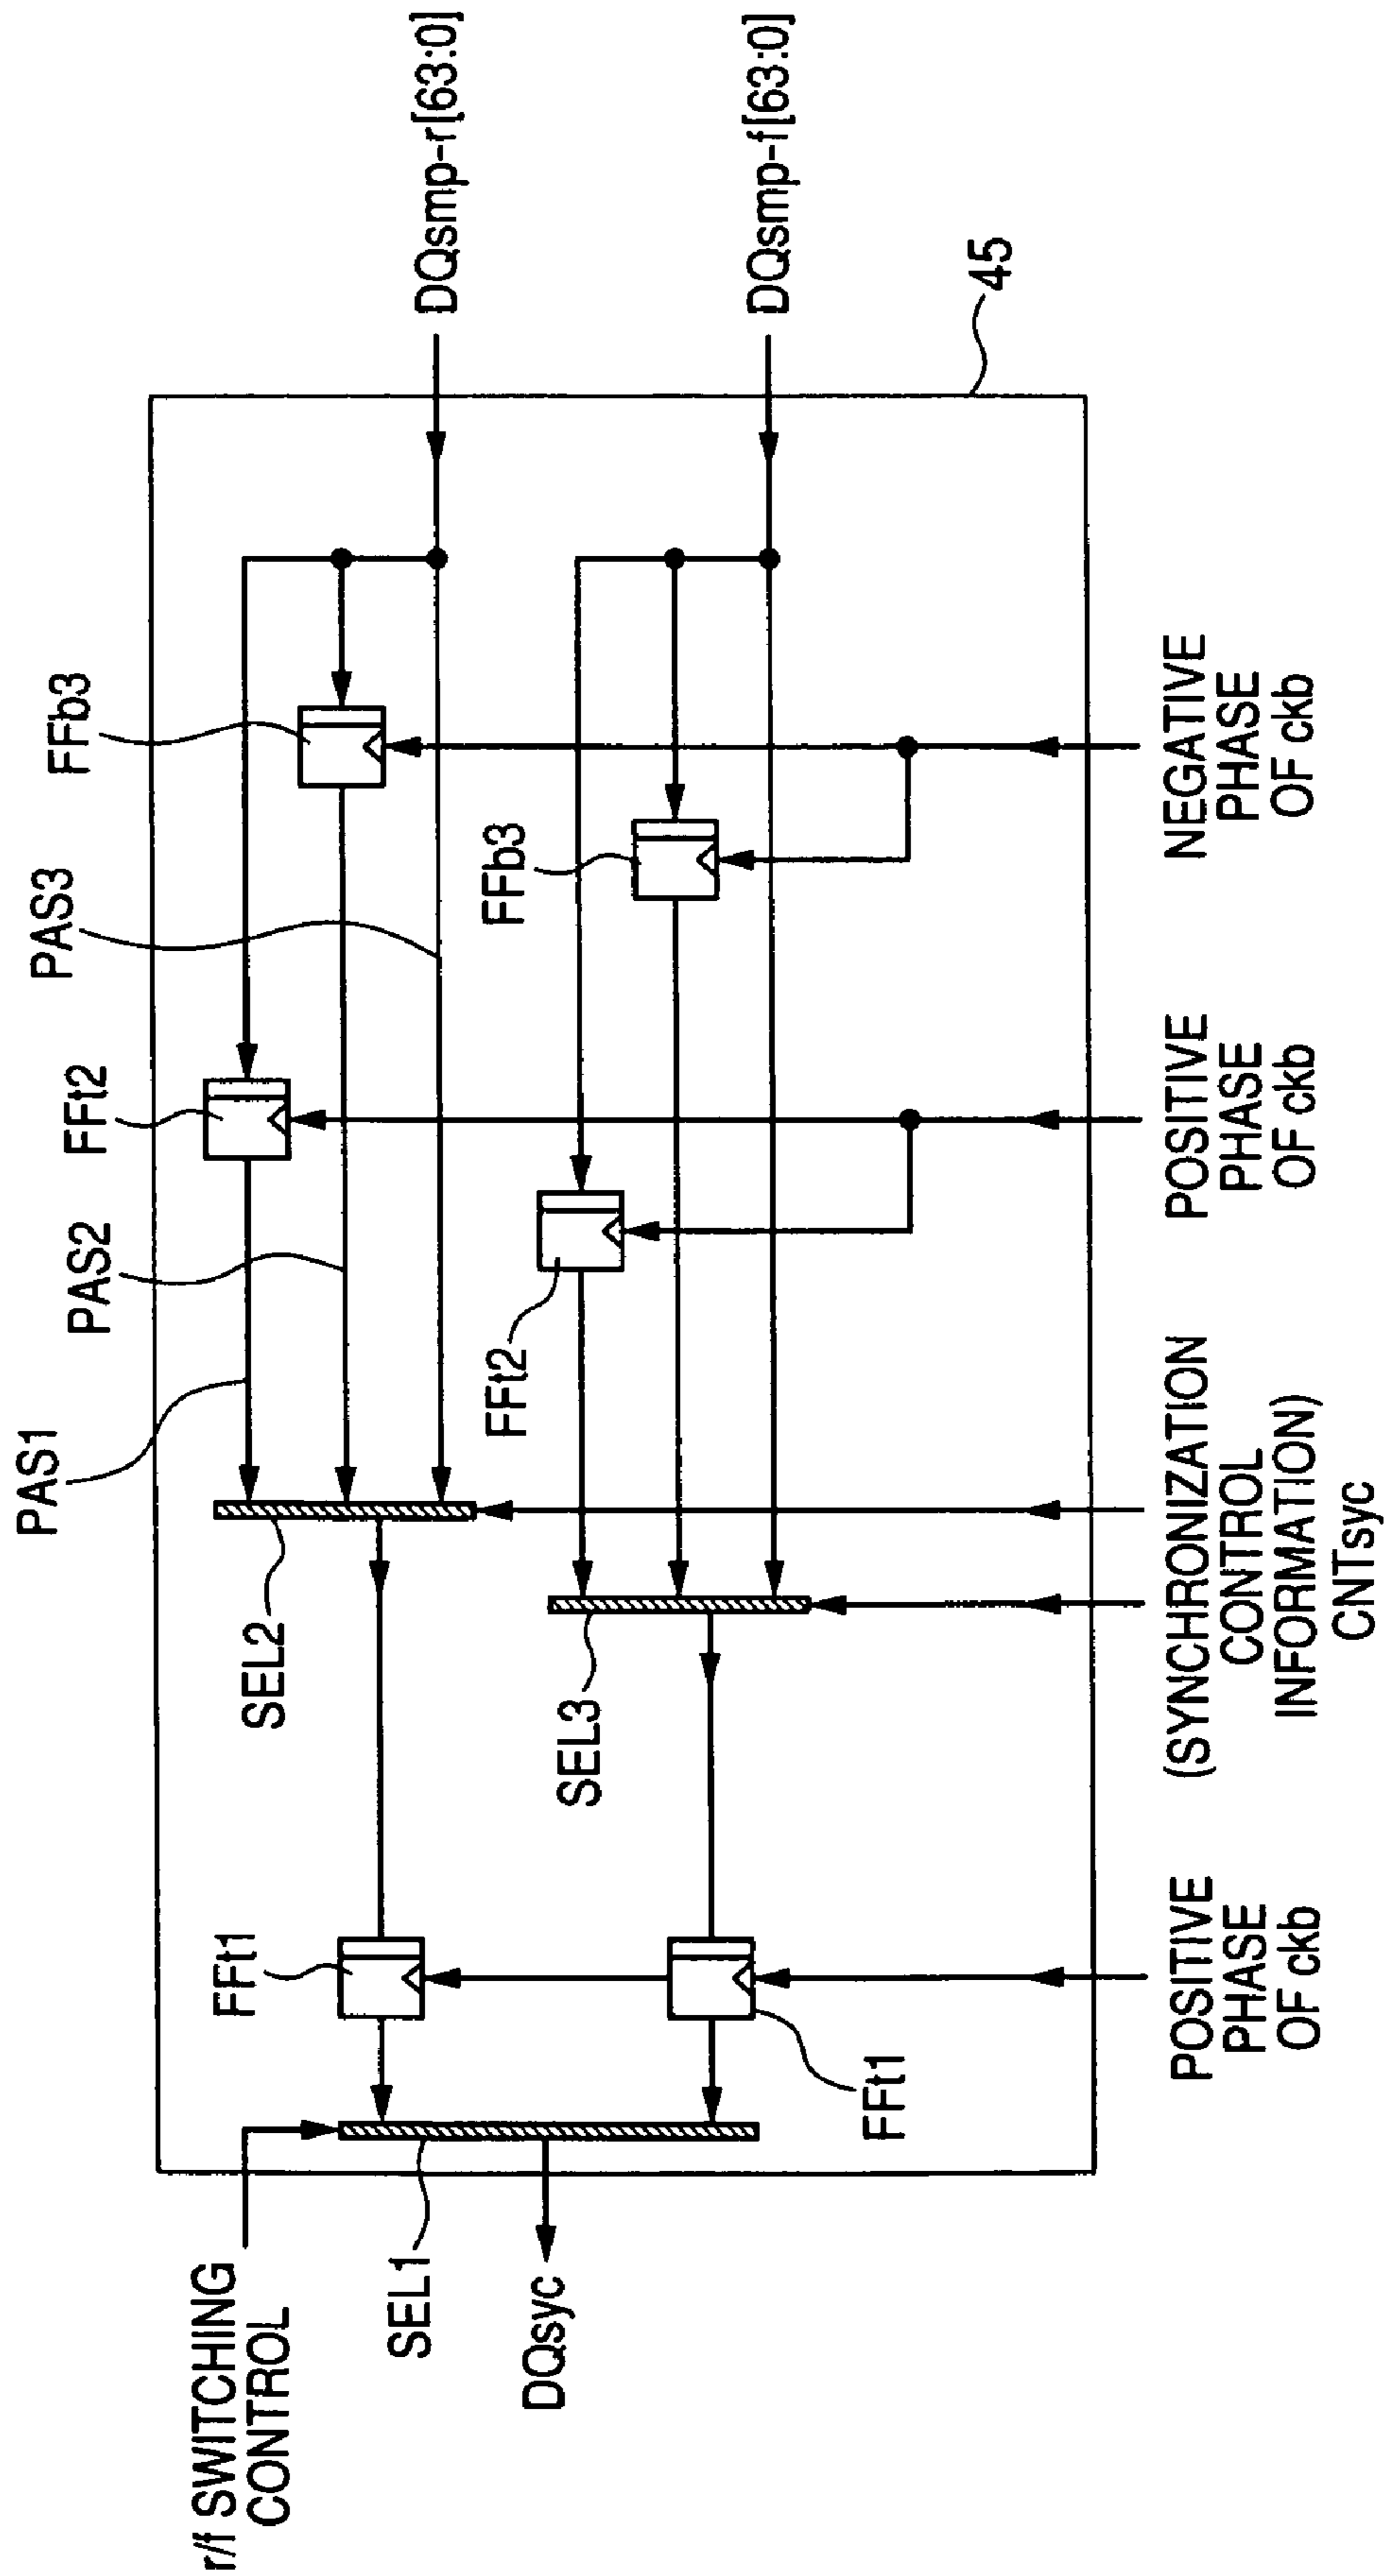 r/f SWITCHING
CONTROL
SEL1
DQsyc
FFt1
FFt1
POSITIVE
PHASE
OF ckb
PAS1
SEL2
SEL3
(SYNCHRONIZATION
CONTROL
INFORMATION)
CNTsyc
PAS2
FFt2
FFt2
POSITIVE
PHASE
OF ckb
PAS3
FFb3
FFb3
NEGATIVE
PHASE
OF ckb
45
DQsmp-r[63:0]
DQsmp-f[63:0]